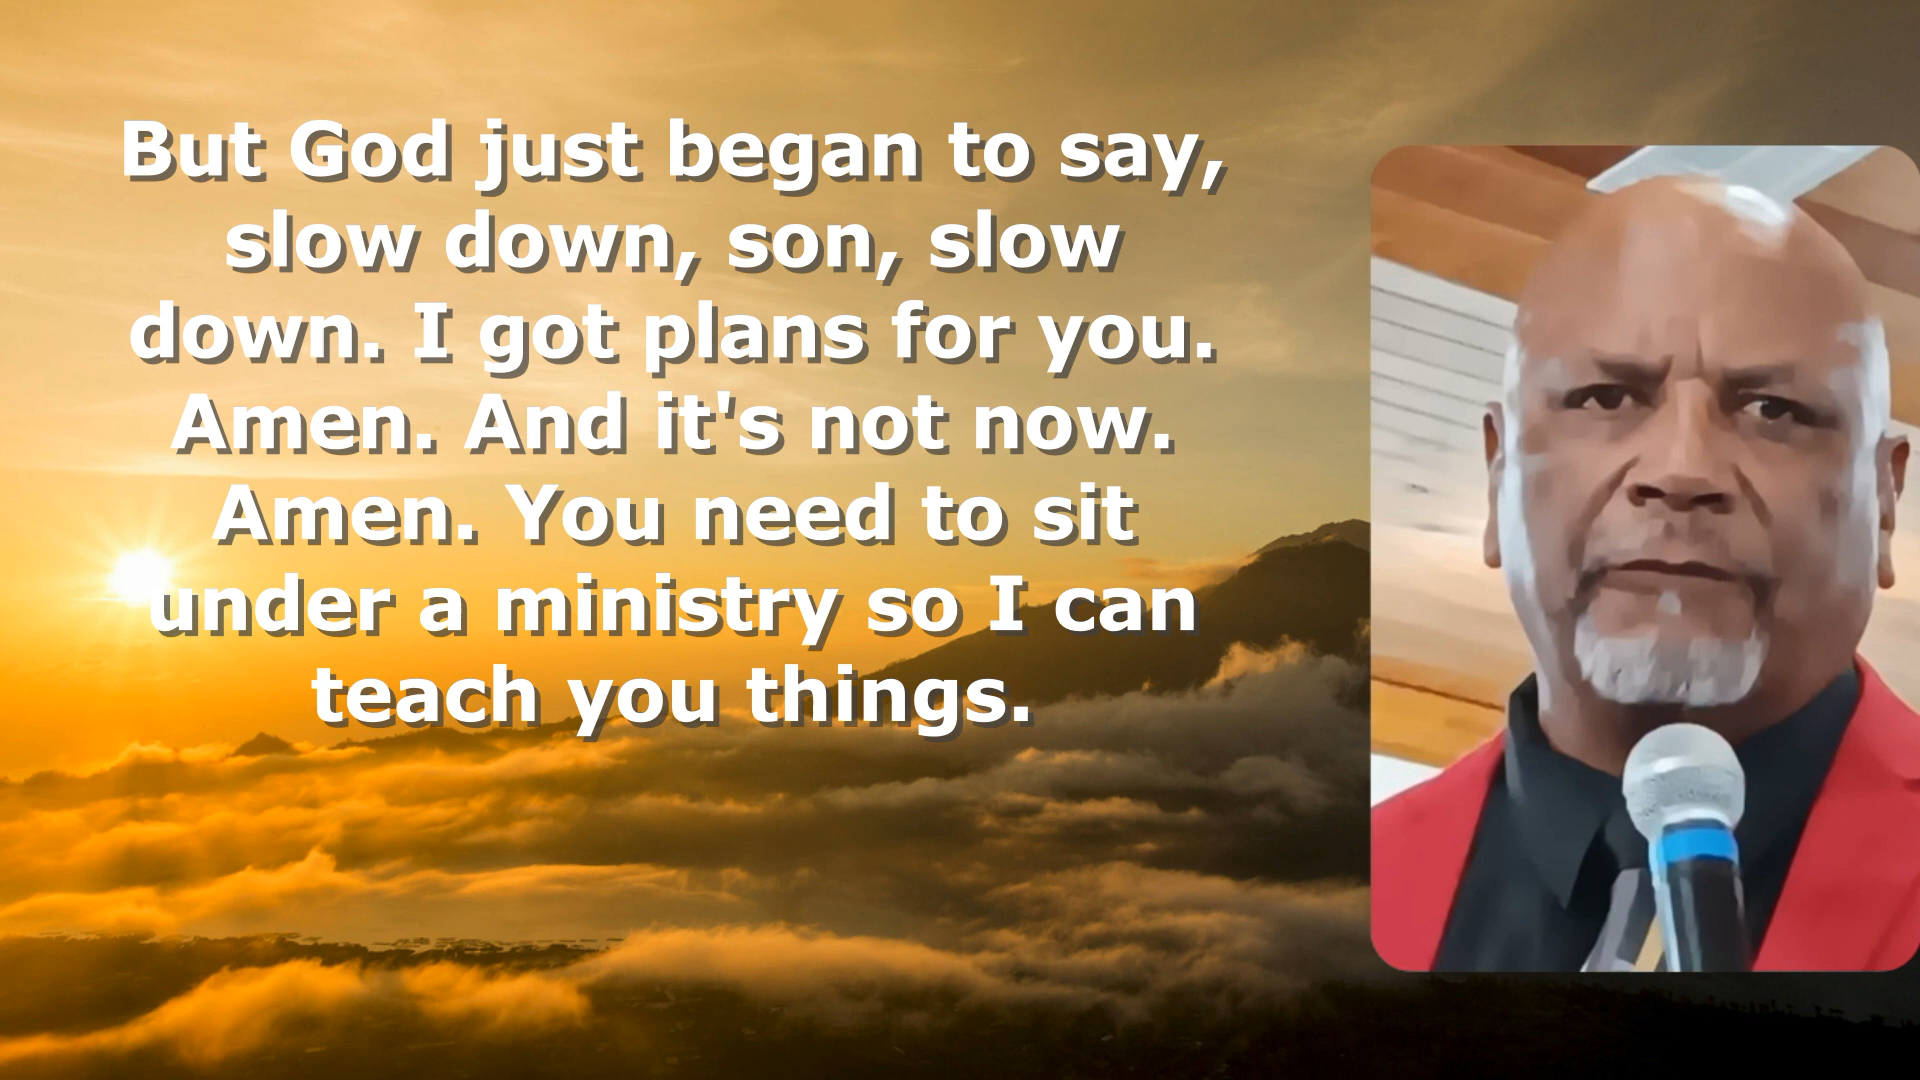 But God just began to say,
slow down, son, slow
down. I got plans for you.
Amen. And it's not now.
Amen. You need to sit
under a ministry so I can
teach you things.